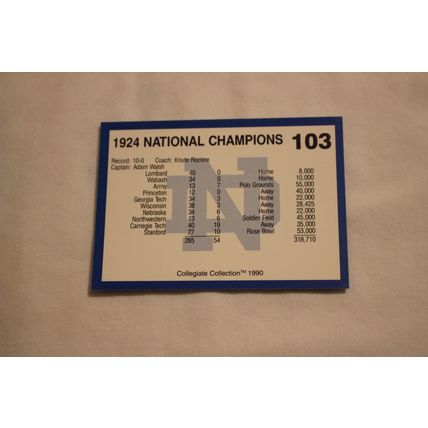 1924 NATIONAL CHAMPIONS 103
Record: 10-0 Coach: Knute Rockne
Captain: Adam Walsh
Lombard 40 0 Home 8,000
Wabash 34 0 Home 10,000
Army 13 7 Polo Grounds 55,000
Princeton 12 0 Away 40,000
Georgia Tech 34 3 Home 22,000
Wisconsin 38 3 Away 28,425
Nebraska 34 6 Home 22,000
Northwestern 13 6 Soldier Field 45,000
Carnegie Tech 40 19 Away 35,000
Stanford 27 10 Rose Bowl 53,000
285 54 318,710
Collegiate Collection™ 1990